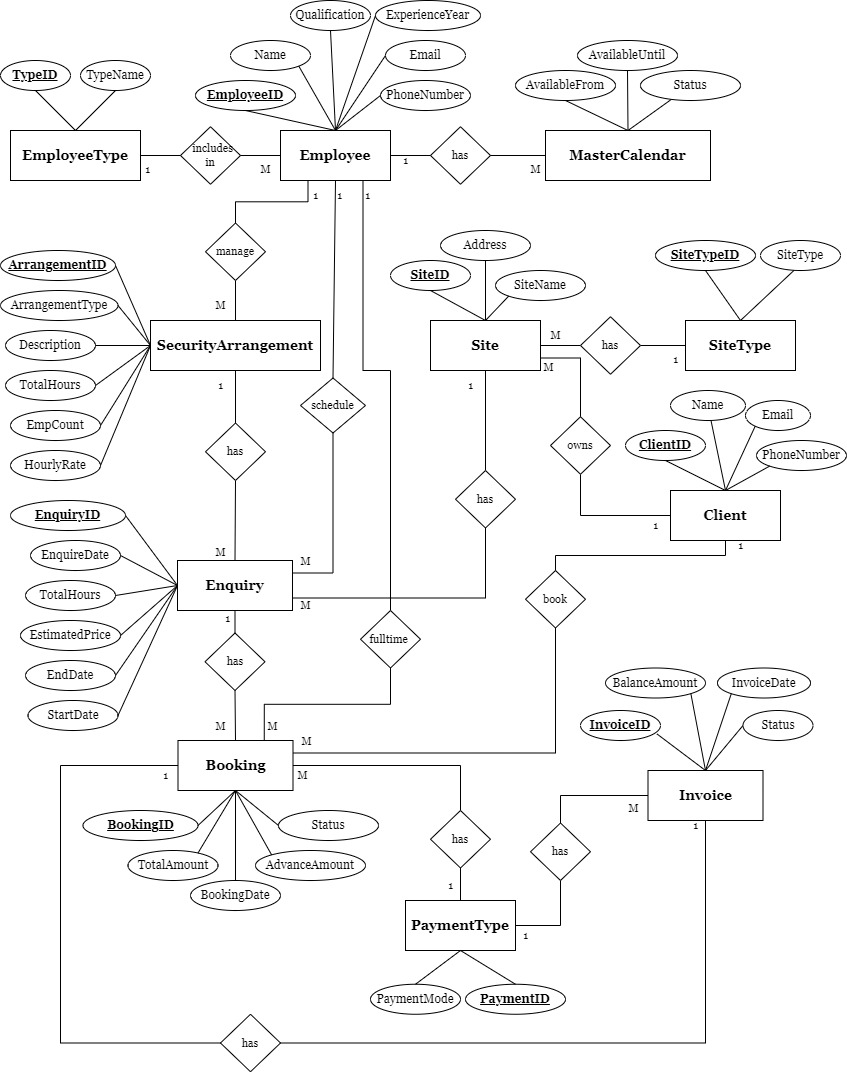 Qualification
ExperienceYear
Name
Email
AvailableUntil
TypeID
TypeName
EmployeeID
PhoneNumber
AvailableFrom
Status
EmployeeType
includes
in
Employee
has
MasterCalendar
1
M
1
M
1
1
1
manage
Address
ArrangementID
SiteID
SiteName
SiteTypeID
SiteType
ArrangementType
M
Description
SecurityArrangement
Site
M
has
SiteType
1
M
TotalHours
1
1
schedule
Name
Email
EmpCount
owns
ClientID
PhoneNumber
has
HourlyRate
has
EnquiryID
Client
1
EnquireDate
M
M
1
Enquiry
TotalHours
M
book
1
EstimatedPrice
fulltime
has
EndDate
BalanceAmount
InvoiceDate
StartDate
M
M
InvoiceID
Status
M
Booking
1
M
Invoice
M
BookingID
Status
1
has
has
TotalAmount
AdvanceAmount
1
BookingDate
PaymentType
1
PaymentMode
PaymentID
has